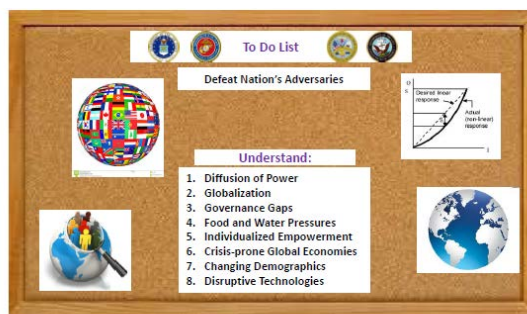 To Do List
Defeat Nation's Adversaries
O
s
Desired linear
response
Actual
(non-linear)
response
I
Understand:
1. Diffusion of Power
2. Globalization
3. Governance Gaps
4. Food and Water Pressures
5. Individualized Empowerment
6. Crisis-prone Global Economies
7. Changing Demographics
8. Disruptive Technologies